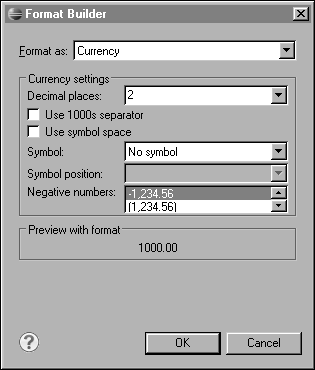 Format Builder
Format as: Currency
Currency settings
Decimal places: 2
Use 1000s separator
Use symbol space
Symbol: No symbol
Symbol position:
Negative numbers: -1,234.56
(1,234.56)
Preview with format
1000.00
? OK Cancel